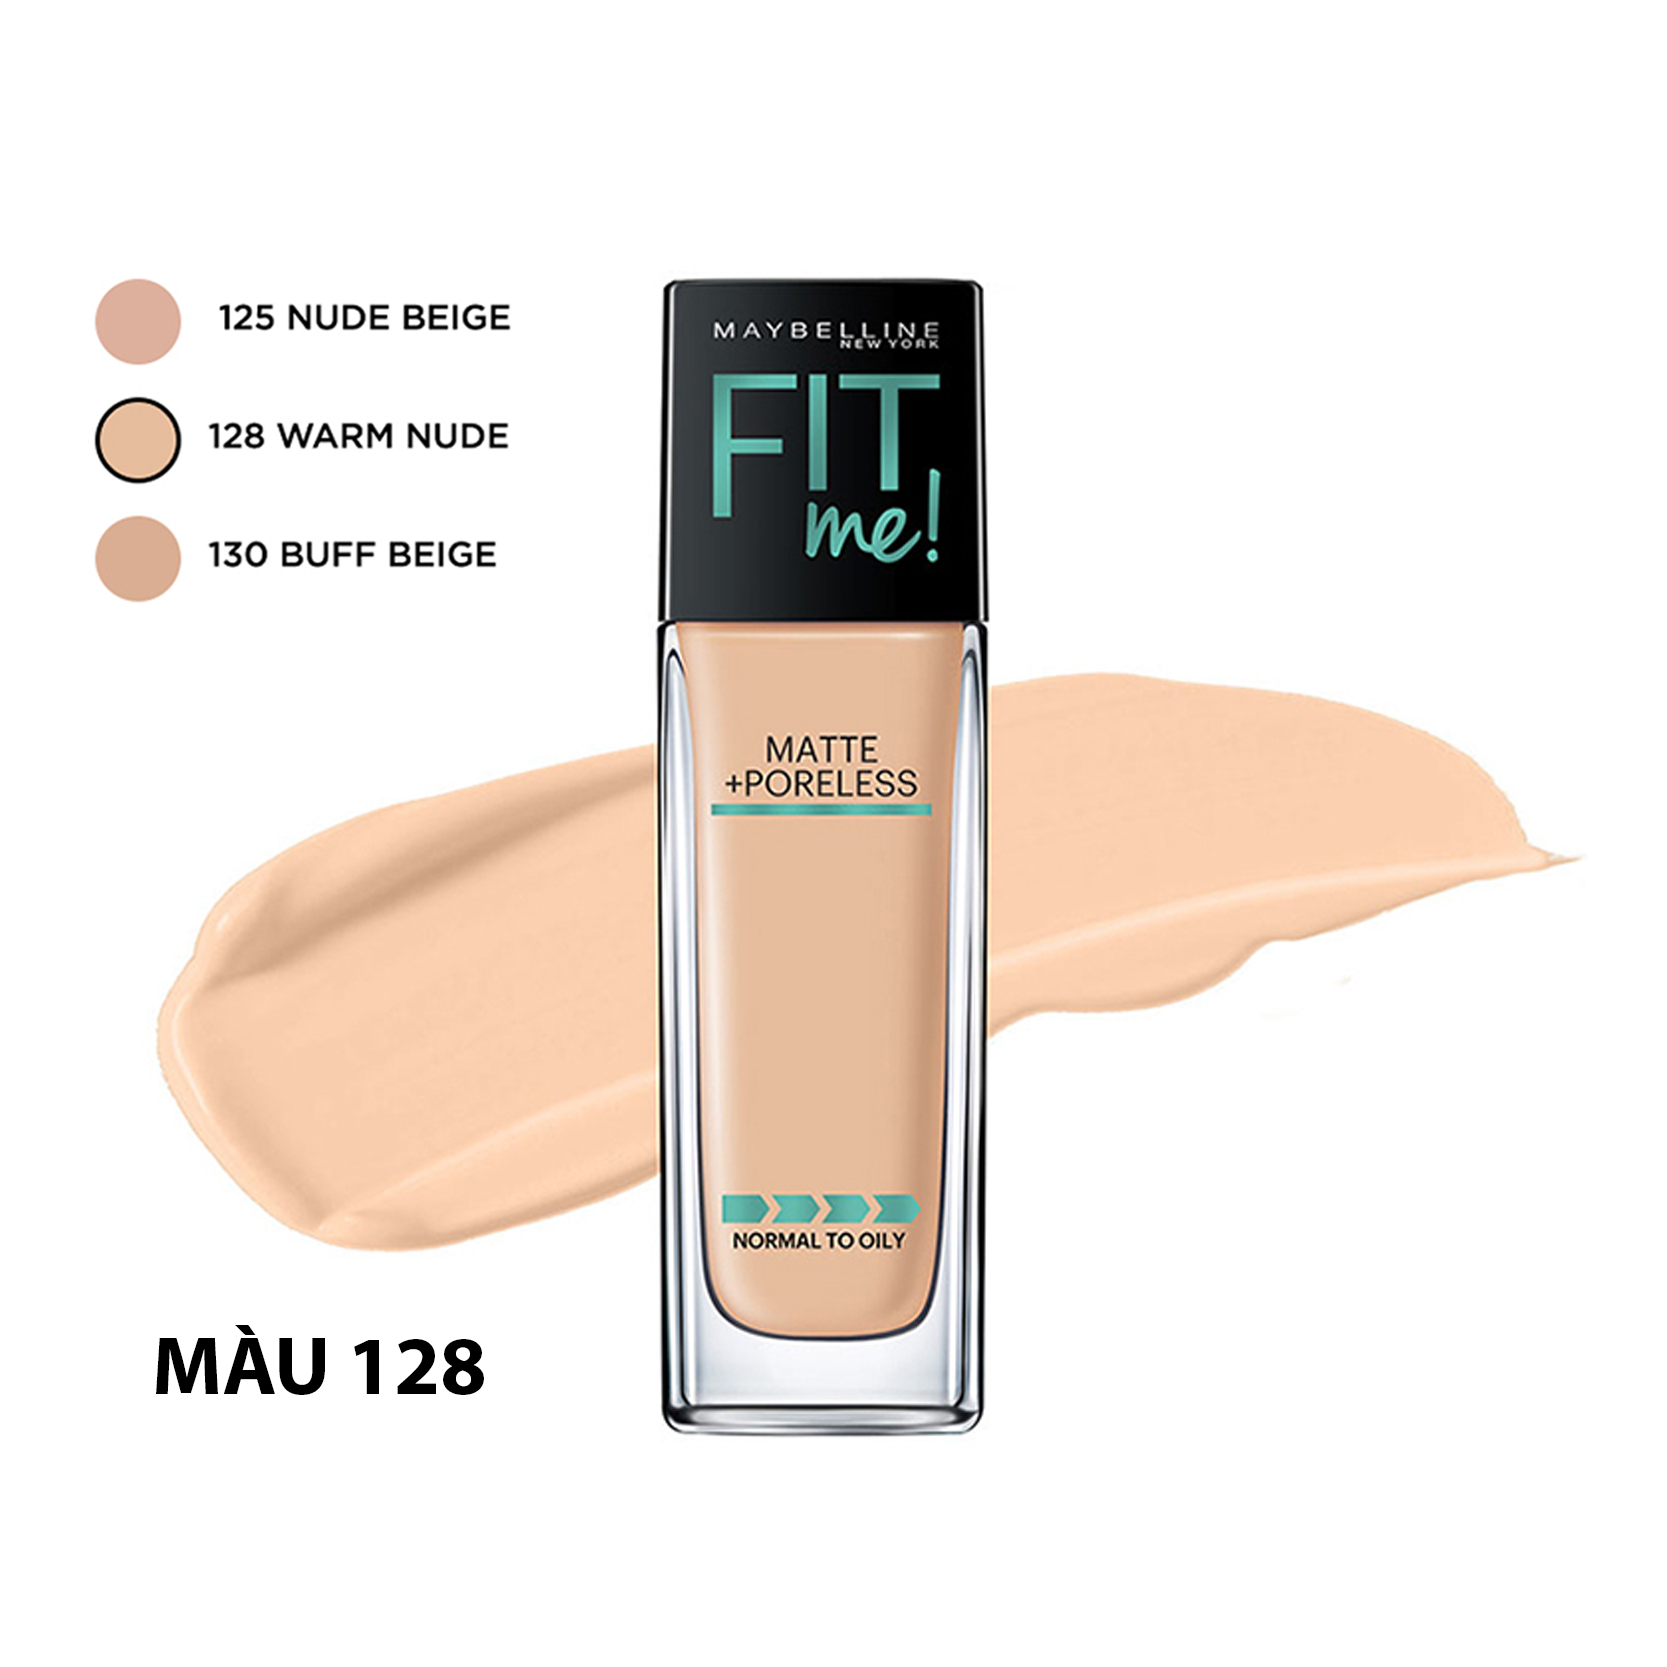 125 NUDE BEIGE
128 WARM NUDE
130 BUFF BEIGE
MAYBELLINE
NEW YORK
FIT
me!
MATTE
+PORELESS
NORMAL TO OILY
MÀU 128